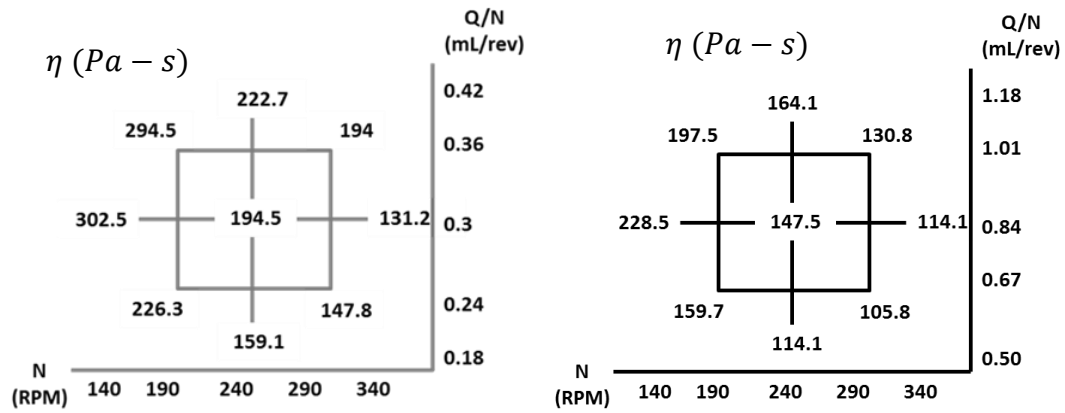 Q/N
(mL/rev)
η (Pa − s)
0.42
222.7
294.5 194 0.36
302.5 194.5 131.2 0.3
226.3 147.8 0.24
159.1
0.18
N
(RPM) 140 190 240 290 340
Q/N
(mL/rev)
η (Pa − s)
1.18
164.1
197.5 130.8
1.01
228.5 147.5 114.1 0.84
0.67
159.7 105.8
114.1
0.50
N
(RPM) 140 190 240 290 340